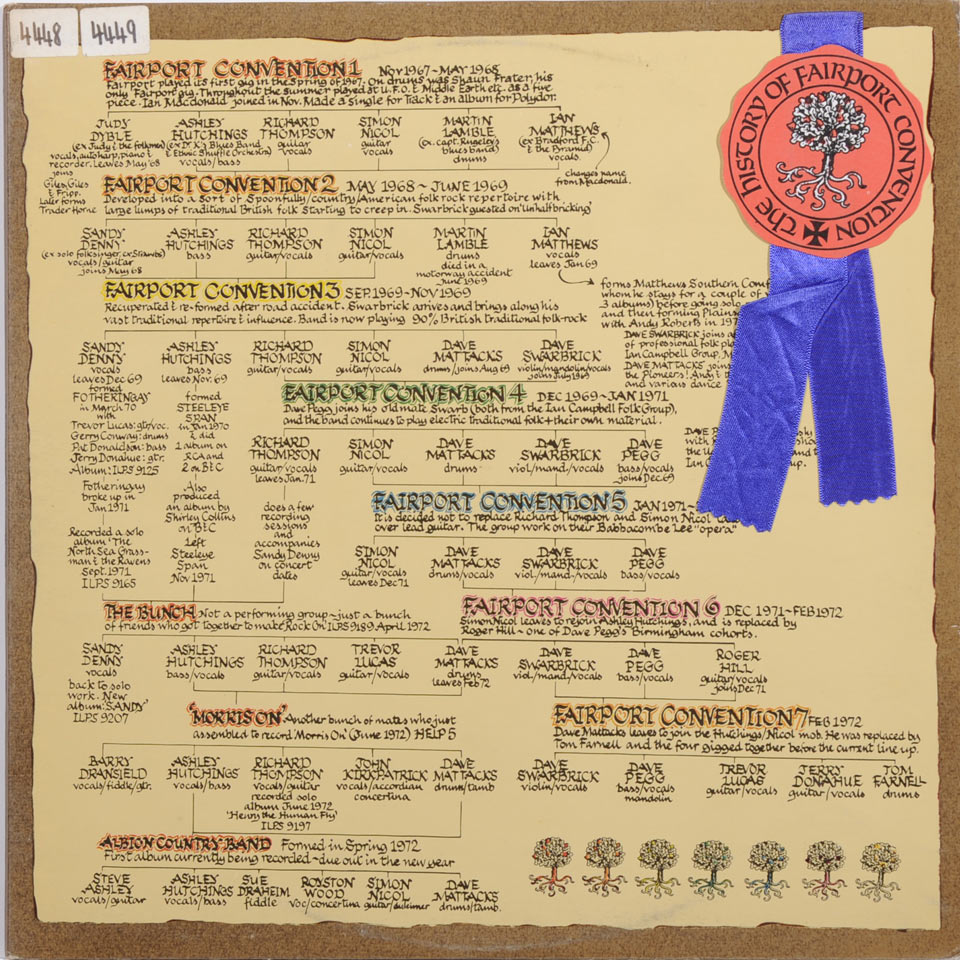 4448 4449
The HISTORY OF FAIRPORT CONVENTION
FAIRPORT CONVENTION 1 NOV 1967~MAY 1968
Fairport played its first gig in the Spring of 1967. On drums was Shaun Frater, his
only Fairport gig. Throughout the summer played at U.F.O. & Middle Earth etc. as a five
piece. Ian Macdonald joined in Nov. Made a single for Track & an album for Polydor.
JUDY DYBLE
(ex Judy & the folkmen)
vocals, autoharp, piano &
recorder. Leaves May 68
joins
Giles, Giles
& Fripp.
Later forms
Trader Horne
ASHLEY HUTCHINGS
(ex Dr K's Blues Band
& Ethnic Shuffle Orchestra)
vocals/bass
RICHARD THOMPSON
guitar
vocals
SIMON NICOL
guitar
vocals
MARTIN LAMBLE
(ex. capt. Rugeley's
blues band)
drums
IAN MATTHEWS
(ex Bradford F.C.
& the Pyramid)
vocals.
changes name
from Macdonald.
FAIRPORT CONVENTION 2 MAY 1968 ~ JUNE 1969
Developed into a sort of Spoonfully/country/American folk rock repertoire with
large lumps of traditional British folk starting to creep in. Swarbrick guested on 'Unhalfbricking'
SANDY DENNY
(ex solo folksinger, ex Strawbs)
vocals/guitar
joins May 68
ASHLEY HUTCHINGS
bass
RICHARD THOMPSON
guitar/vocals
SIMON NICOL
guitar/vocals
MARTIN LAMBLE
drums
died in a
motorway accident
June 1969
IAN MATTHEWS
vocals
leaves Jan 69
forms Matthews Southern Comf
whom he stays for a couple of
3 albums) before going solo
and then forming Plains
with Andy Roberts in 197
DAVE SWARBRICK joins a
of professional folk pl
Ian Campbell Group, M
DAVE MATTACKS joins
the Pioneers! And & t
and various dance
FAIRPORT CONVENTION 3 SEP. 1969~NOV 1969
Recuperated & re-formed after road accident. Swarbrick arrives and brings along his
vast traditional repertoire & influence. Band is now playing 90% British traditional folk-rock
SANDY DENNY
vocals
leaves Dec 69
formed
FOTHERINGAY
in March 70
with
Trevor Lucas: gtr/voc.
Gerry Conway: drums
Pat Donaldson: bass
Jerry Donahue: gtr.
Album: ILPS 9125
Fotheringay
broke up in
Jan 1971
Recorded a solo
album 'The
North Sea Grass-
man & the Ravens
Sept. 1971
ILPS 9165
ASHLEY HUTCHINGS
bass
leaves Nov. 69
formed
STEELEYE
SPAN
in Jan 1970
& did
1 album on
RCA and
2 on B&C
Also
produced
an album by
Shirley Collins
on B&C
Left
Steeleye
Span
Nov 1971
RICHARD THOMPSON
guitar/vocals
SIMON NICOL
guitar/vocals
DAVE MATTACKS
drums/joins Aug 69
DAVE SWARBRICK
violin/mandolin/vocals
joins July 1969
FAIRPORT CONVENTION 4 DEC 1969~JAN 1971
Dave Pegg joins his old mate Swarb (both from the Ian Campbell Folk Group),
and the band continues to play electric traditional folk & their own material.
RICHARD THOMPSON
guitar/vocals
leaves Jan. 71
does a few
recording
sessions
and
accompanies
Sandy Denny
on concert
dates
SIMON NICOL
guitar/vocals
DAVE MATTACKS
drums
DAVE SWARBRICK
viol/mand/vocals
DAVE PEGG
bass/vocals
joins Dec 69
DAVE P
with
the U
Ian
FAIRPORT CONVENTION 5 JAN 1971~
It is decided not to replace Richard Thompson and Simon Nicol
over lead guitar. The group work on their Babbacombe Lee "opera"
SIMON NICOL
guitar/vocals
leaves Dec 71
DAVE MATTACKS
drums/vocals
DAVE SWARBRICK
viol/mand/vocals
DAVE PEGG
bass/vocals
THE BUNCH Not a performing group~just a bunch
of friends who got together to make 'Rock On' ILPS 9189 April 1972
SANDY DENNY
vocals
back to solo
work. New
album: 'SANDY'
ILPS 9207
ASHLEY HUTCHINGS
bass/vocals
RICHARD THOMPSON
guitar/vocals
TREVOR LUCAS
guitar/vocals
DAVE MATTACKS
drums
leaves Feb 72
FAIRPORT CONVENTION 6 DEC 1971~FEB 1972
Simon Nicol leaves to rejoin Ashley Hutchings, and is replaced by
Roger Hill ~ one of Dave Pegg's Birmingham cohorts.
DAVE SWARBRICK
viol/mand/vocals
DAVE PEGG
bass/vocals
ROGER HILL
guitar/vocals
joins Dec 71
'MORRIS ON' Another bunch of mates who just
assembled to record 'Morris On' (June 1972) HELP 5
BARRY DRANSFIELD
vocals/fiddle/gtr.
ASHLEY HUTCHINGS
vocals/bass
RICHARD THOMPSON
vocals/guitar
recorded solo
album June 1972
'Henry the Human Fly'
ILPS 9197
JOHN KIRKPATRICK
vocals/accordian
concertina
DAVE MATTACKS
drums/tamb
FAIRPORT CONVENTION 7 FEB 1972
Dave Mattacks leaves to join the Hutchings/Nicol mob. He was replaced by
Tom Farnell and the four gigged together before the current line up.
DAVE SWARBRICK
violin/vocals
DAVE PEGG
bass/vocals
mandolin
TREVOR LUCAS
guitar/vocals
JERRY DONAHUE
guitar/vocals
TOM FARNELL
drums
ALBION COUNTRY BAND Formed in Spring 1972
First album currently being recorded~due out in the new year
STEVE ASHLEY
vocals/guitar
ASHLEY HUTCHINGS
vocals/bass
SUE DRAHEIM
fiddle
ROYSTON WOOD
voc/concertina
SIMON NICOL
guitar/dulcimer
DAVE MATTACKS
drums/tamb.